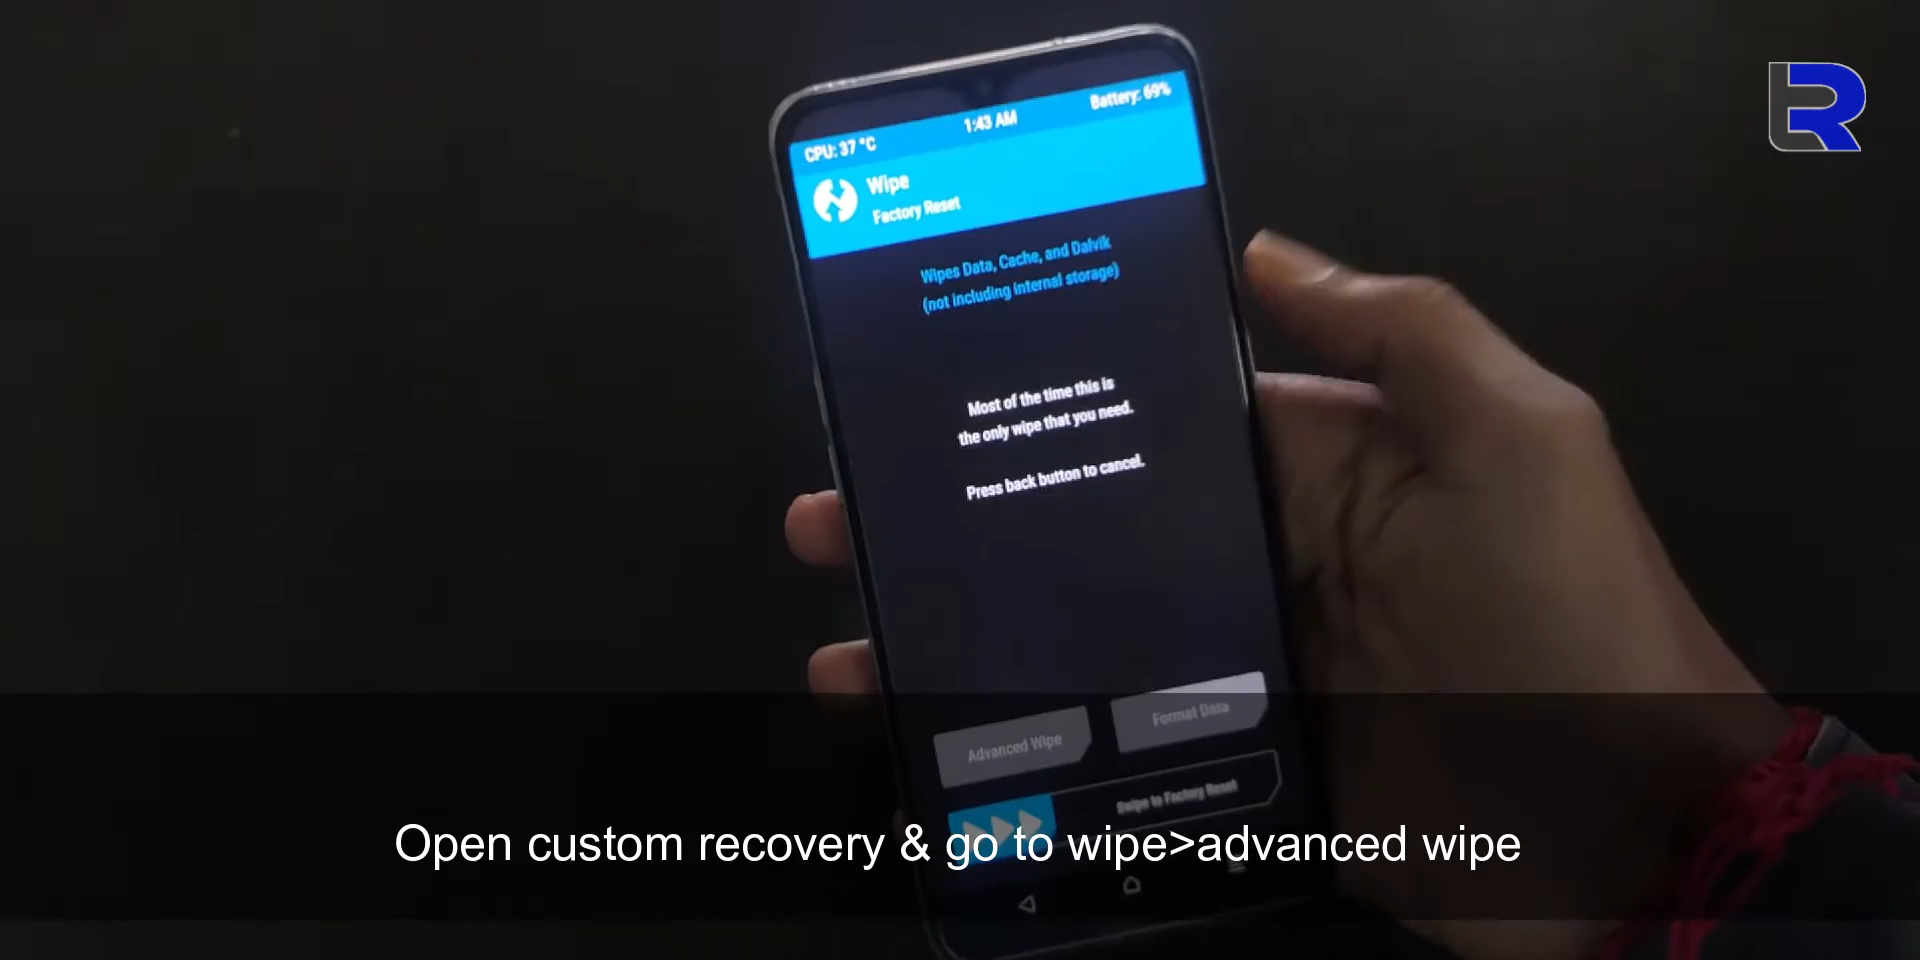 CPU: 37 °C
1:43 AM
Battery: 69%
Wipe
Factory Reset
Wipes Data, Cache, and Dalvik
(not including internal storage)
Most of the time this is
the only wipe that you need.
Press back button to cancel.
Advanced Wipe
Format Data
Swipe to Factory Reset
Open custom recovery & go to wipe>advanced wipe